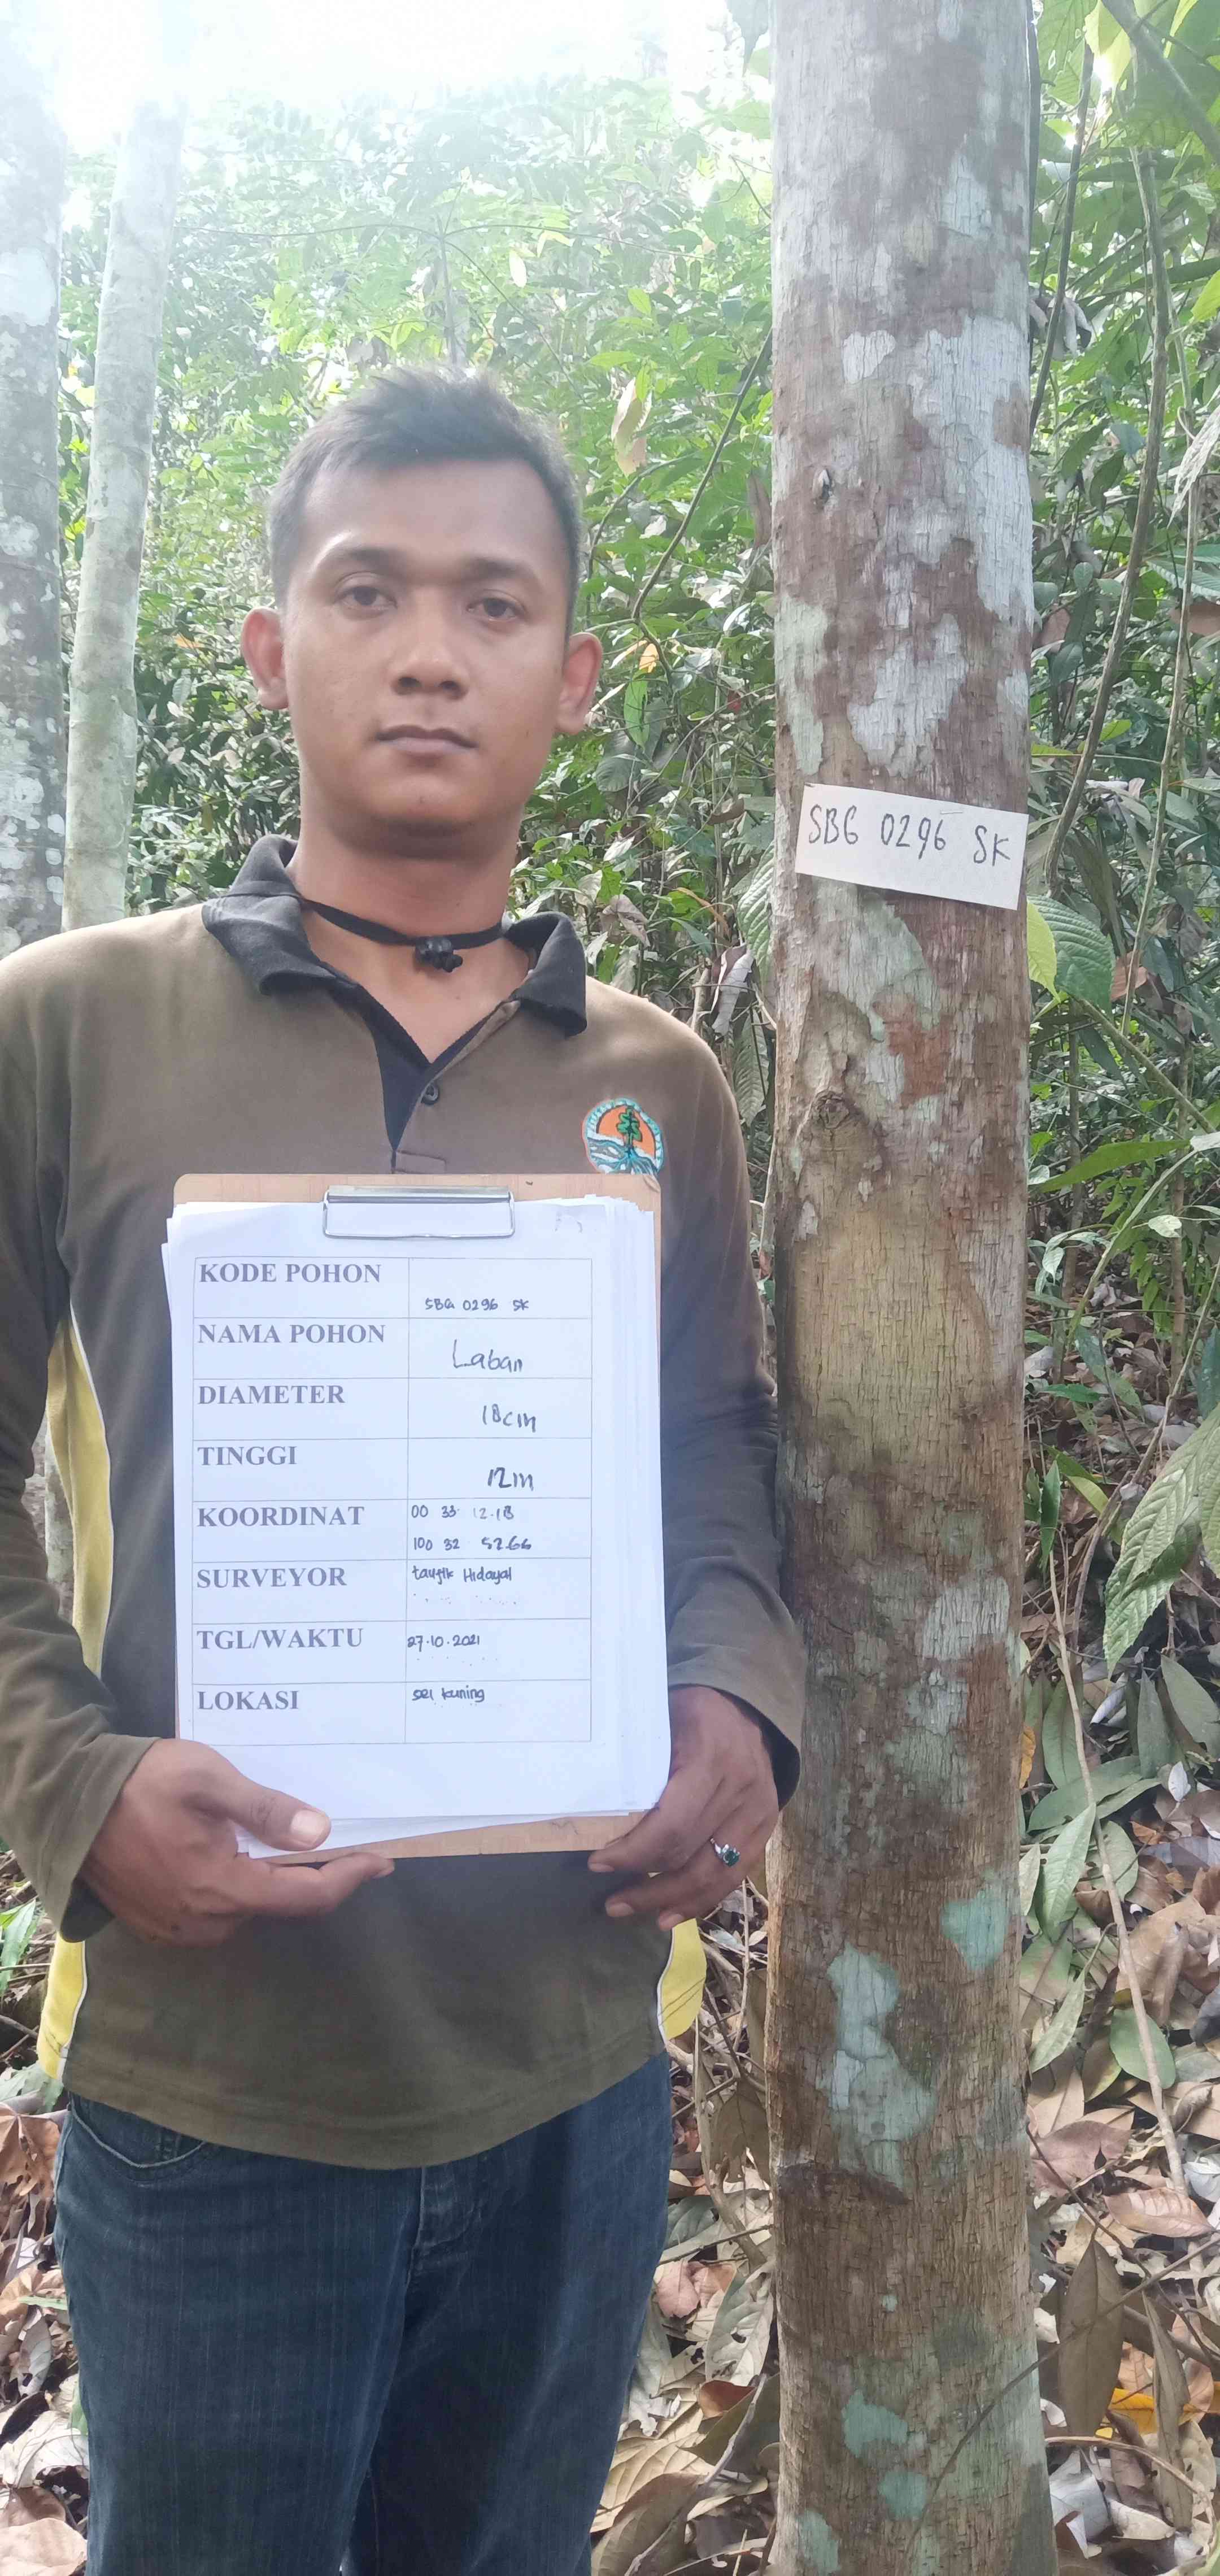 SBG 0296 SK
KODE POHON
SBG 0296 SK
NAMA POHON
Laban
DIAMETER
18cm
TINGGI
12m
KOORDINAT
00 33 12.18
100 32 52.66
SURVEYOR
taufik Hidayat
TGL/WAKTU
27.10.2021
LOKASI
sei kuning